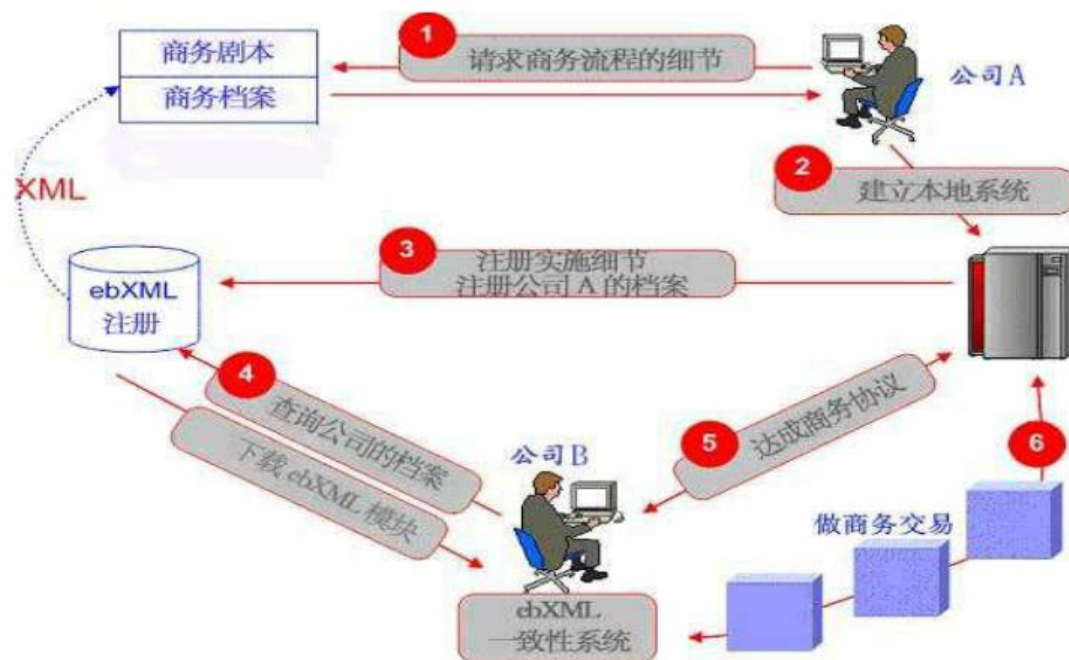 商务剧本
商务档案
1
请求商务流程的细节
公司A
2
建立本地系统
XML
3
注册实施细节
注册公司 A 的档案
ebXML
注册
4
查询公司的档案
下载 ebXML 模块
公司B
5
达成商务协议
6
做商务交易
ebXML
一致性系统